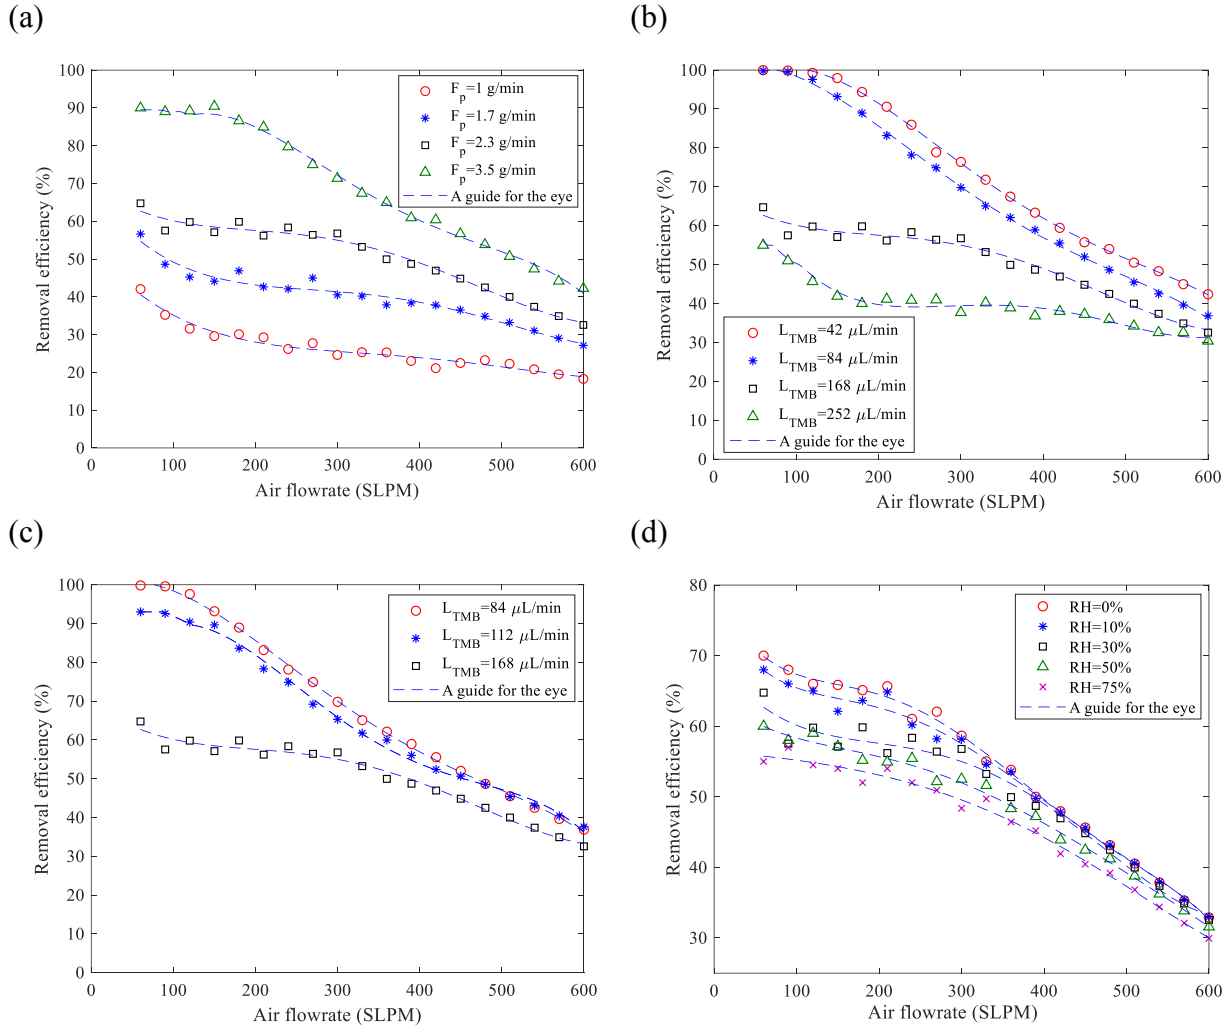 (a)
100
90
80
70
60
50
40
30
20
10
0
Removal efficiency (%)
F_p=1 g/min
F_p=1.7 g/min
F_p=2.3 g/min
F_p=3.5 g/min
A guide for the eye
0 100 200 300 400 500 600
Air flowrate (SLPM)
(b)
100
90
80
70
60
50
40
30
20
10
0
Removal efficiency (%)
L_TMB=42 μL/min
L_TMB=84 μL/min
L_TMB=168 μL/min
L_TMB=252 μL/min
A guide for the eye
0 100 200 300 400 500 600
Air flowrate (SLPM)
(c)
100
90
80
70
60
50
40
30
20
10
0
Removal efficiency (%)
L_TMB=84 μL/min
L_TMB=112 μL/min
L_TMB=168 μL/min
A guide for the eye
0 100 200 300 400 500 600
Air flowrate (SLPM)
(d)
80
70
60
50
40
30
Removal efficiency (%)
RH=0%
RH=10%
RH=30%
RH=50%
RH=75%
A guide for the eye
0 100 200 300 400 500 600
Air flowrate (SLPM)